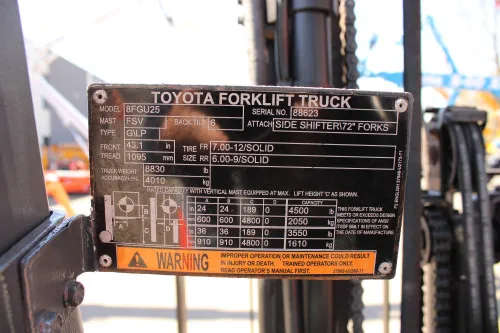 TOYOTA FORKLIFT TRUCK
MODEL 8FGU25 SERIAL NO. 88623
MAST FSV BACK TILT 6 ATTACH SIDE SHIFTER\72" FORKS
TYPE G\LP
FRONT TREAD 43.1 in TIRE FR 7.00-12/SOLID
1095 mm SIZE RR 6.00-9/SOLID
TRUCK WEIGHT 8830 lb
4010 kg
RATED CAPACITY WITH VERTICAL MAST EQUIPPED AT MAX. LIFT HEIGHT "D" AS SHOWN.
A B C D CAPACITY
24 24 189 0 4500 lb
600 600 4800 0 2050 kg
36 36 189 0 3550 lb
910 910 4800 0 1610 kg
THIS FORKLIFT TRUCK
MEETS OR EXCEEDS DESIGN
SPECIFICATIONS OF ANSI/
ITSDF B56.1 IN EFFECT ON
THE DATE OF MANUFACTURE.
WARNING
IMPROPER OPERATION OR MAINTENANCE COULD RESULT
IN INJURY OR DEATH. TRAINED OPERATORS ONLY.
READ OPERATOR'S MANUAL FIRST.